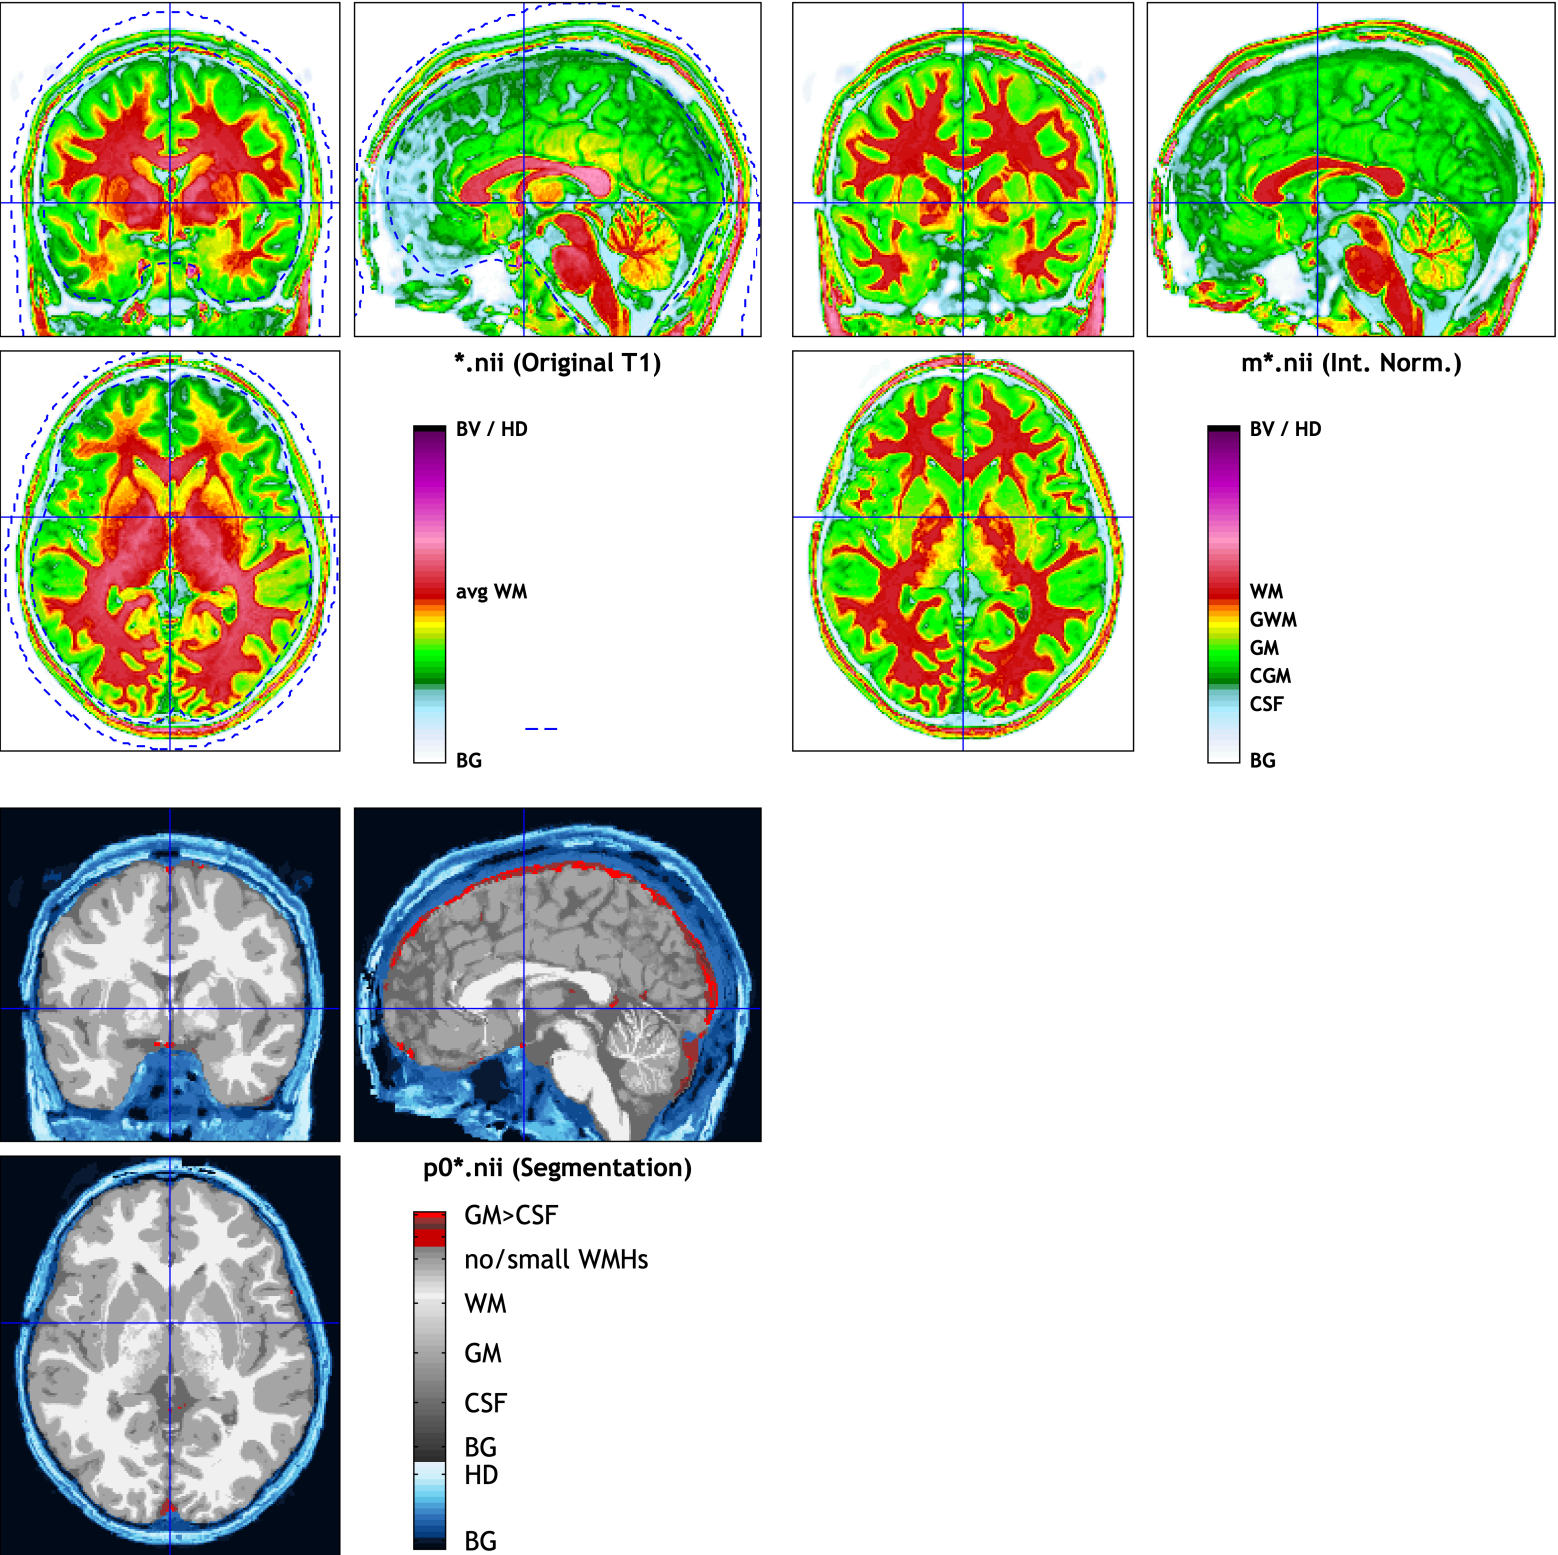 *.nii (Original T1)
BV / HD
avg WM
BG
m*.nii (Int. Norm.)
BV / HD
WM
GWM
GM
CGM
CSF
BG
p0*.nii (Segmentation)
GM>CSF
no/small WMHs
WM
GM
CSF
BG
HD
BG